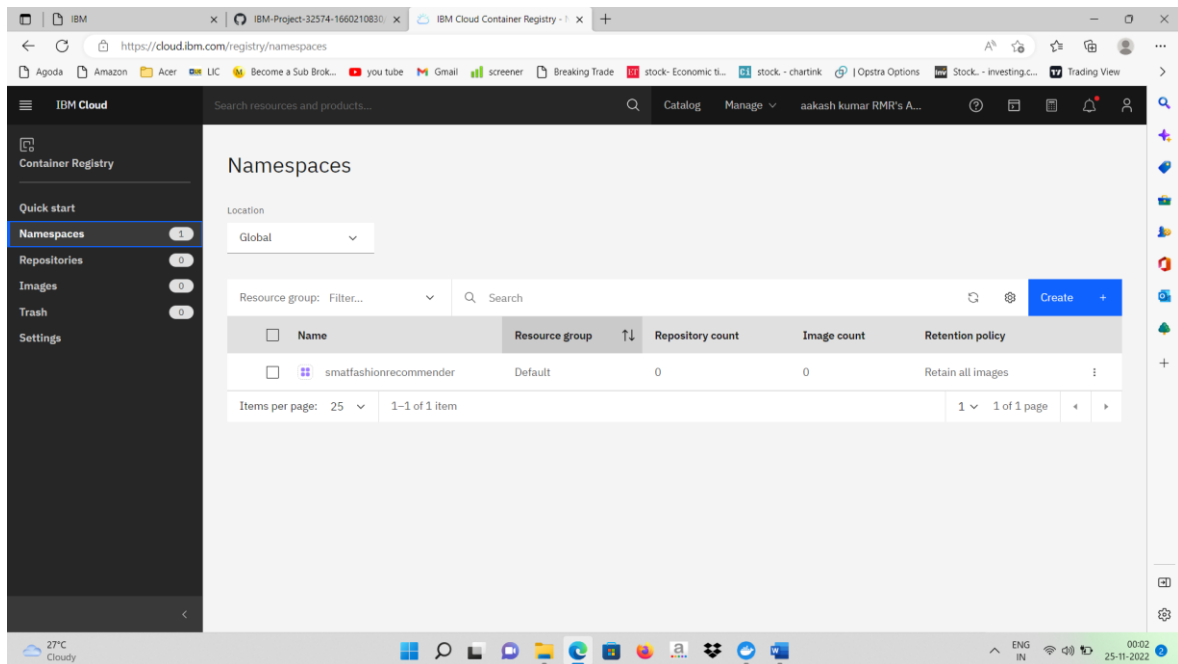 IBM
IBM-Project-32574-1660210830/
IBM Cloud Container Registry - N
https://cloud.ibm.com/registry/namespaces
Agoda Amazon Acer LIC Become a Sub Brok... you tube Gmail screener Breaking Trade stock- Economic ti... stock. - chartink | Opstra Options Stock.. - investing.c... Trading View
IBM Cloud Search resources and products... Catalog Manage aakash kumar RMR's A...
Container Registry
Quick start
Namespaces 1
Repositories 0
Images 0
Trash 0
Settings
Namespaces
Location
Global
Resource group: Filter... Search Create +
Name Resource group Repository count Image count Retention policy
smatfashionrecommender Default 0 0 Retain all images
Items per page: 25 1–1 of 1 item 1 1 of 1 page
27°C
Cloudy
ENG
IN
00:02
25-11-2022
2